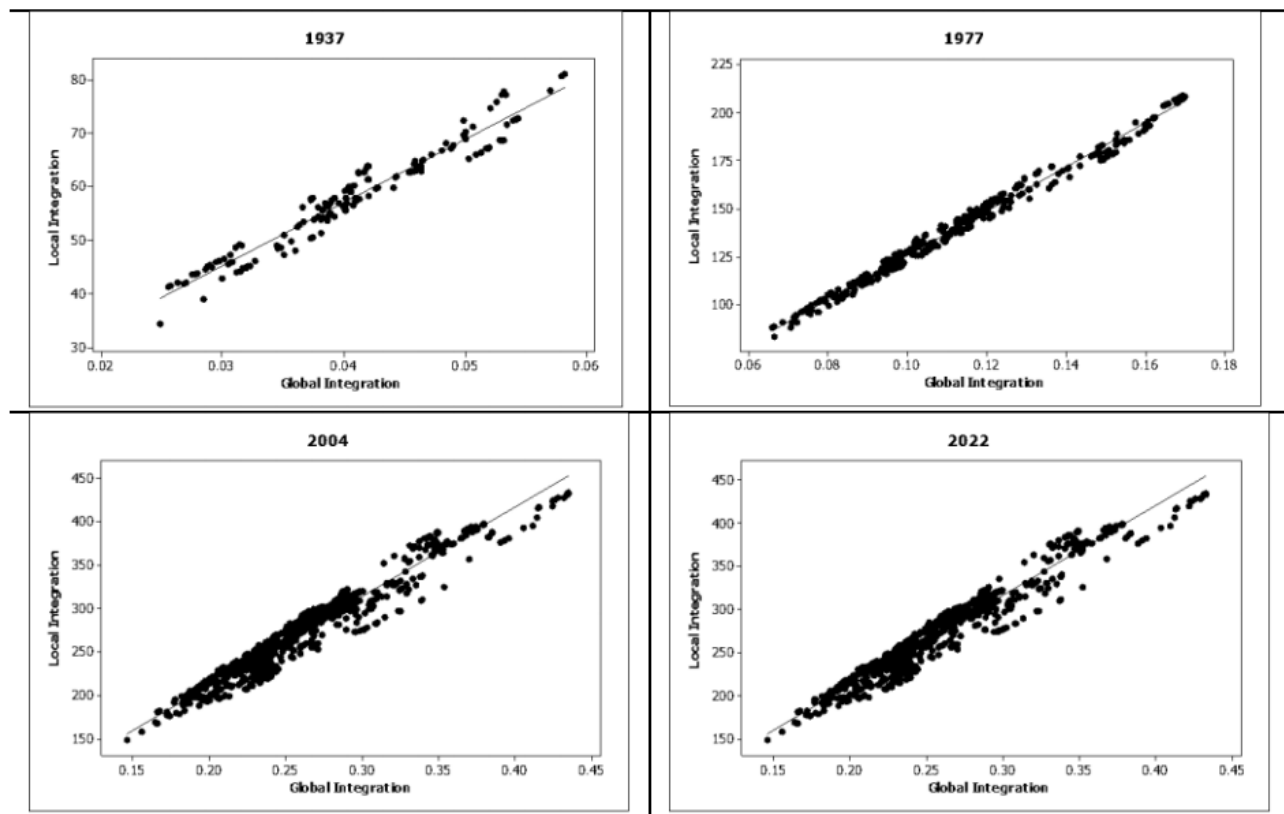 1937
80
70
60
50
40
30
Local Integration
0.02 0.03 0.04 0.05 0.06
Global Integration
1977
225
200
175
150
125
100
Local Integration
0.06 0.08 0.10 0.12 0.14 0.16 0.18
Global Integration
2004
450
400
350
300
250
200
150
Local Integration
0.15 0.20 0.25 0.30 0.35 0.40 0.45
Global Integration
2022
450
400
350
300
250
200
150
Local Integration
0.15 0.20 0.25 0.30 0.35 0.40 0.45
Global Integration